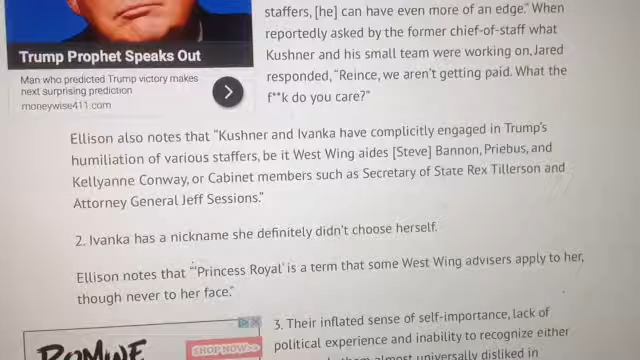 staffers, [he] can have even more of an edge." When
reportedly asked by the former chief-of-staff what
Kushner and his small team were working on, Jared
responded, "Reince, we aren't getting paid. What the
f**k do you care?"
Trump Prophet Speaks Out
Man who predicted Trump victory makes
next surprising prediction
moneywise411.com
Ellison also notes that "Kushner and Ivanka have complicitly engaged in Trump's
humiliation of various staffers, be it West Wing aides [Steve] Bannon, Priebus, and
Kellyanne Conway, or Cabinet members such as Secretary of State Rex Tillerson and
Attorney General Jeff Sessions."
2. Ivanka has a nickname she definitely didn't choose herself.
Ellison notes that "'Princess Royal' is a term that some West Wing advisers apply to her,
though never to her face."
SHOP NOW>>
3. Their inflated sense of self-importance, lack of
political experience and inability to recognize either
almost universally disliked in